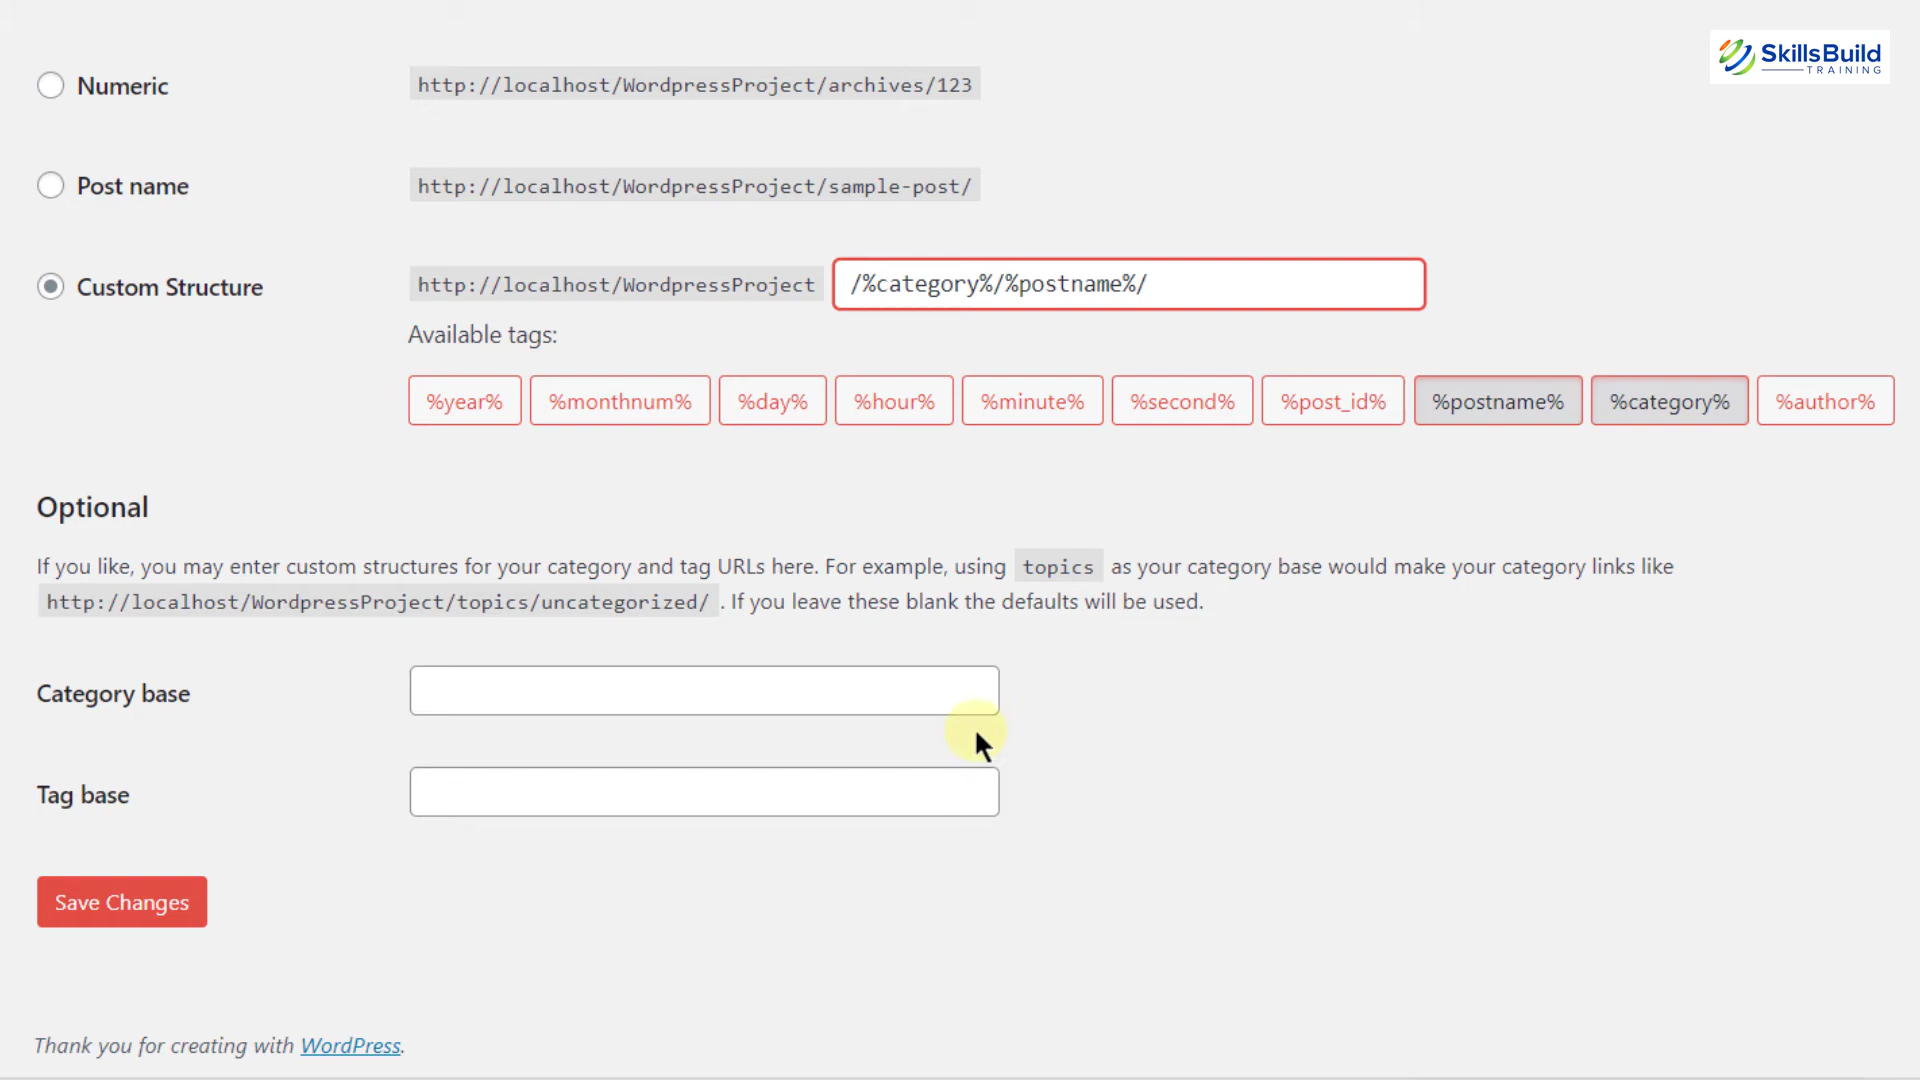 SkillsBuild
TRAINING
Numeric http://localhost/WordpressProject/archives/123
Post name http://localhost/WordpressProject/sample-post/
Custom Structure http://localhost/WordpressProject /%category%/%postname%/
Available tags:
%year% %monthnum% %day% %hour% %minute% %second% %post_id% %postname% %category% %author%
Optional
If you like, you may enter custom structures for your category and tag URLs here. For example, using topics as your category base would make your category links like
http://localhost/WordpressProject/topics/uncategorized/ . If you leave these blank the defaults will be used.
Category base
Tag base
Save Changes
Thank you for creating with WordPress.